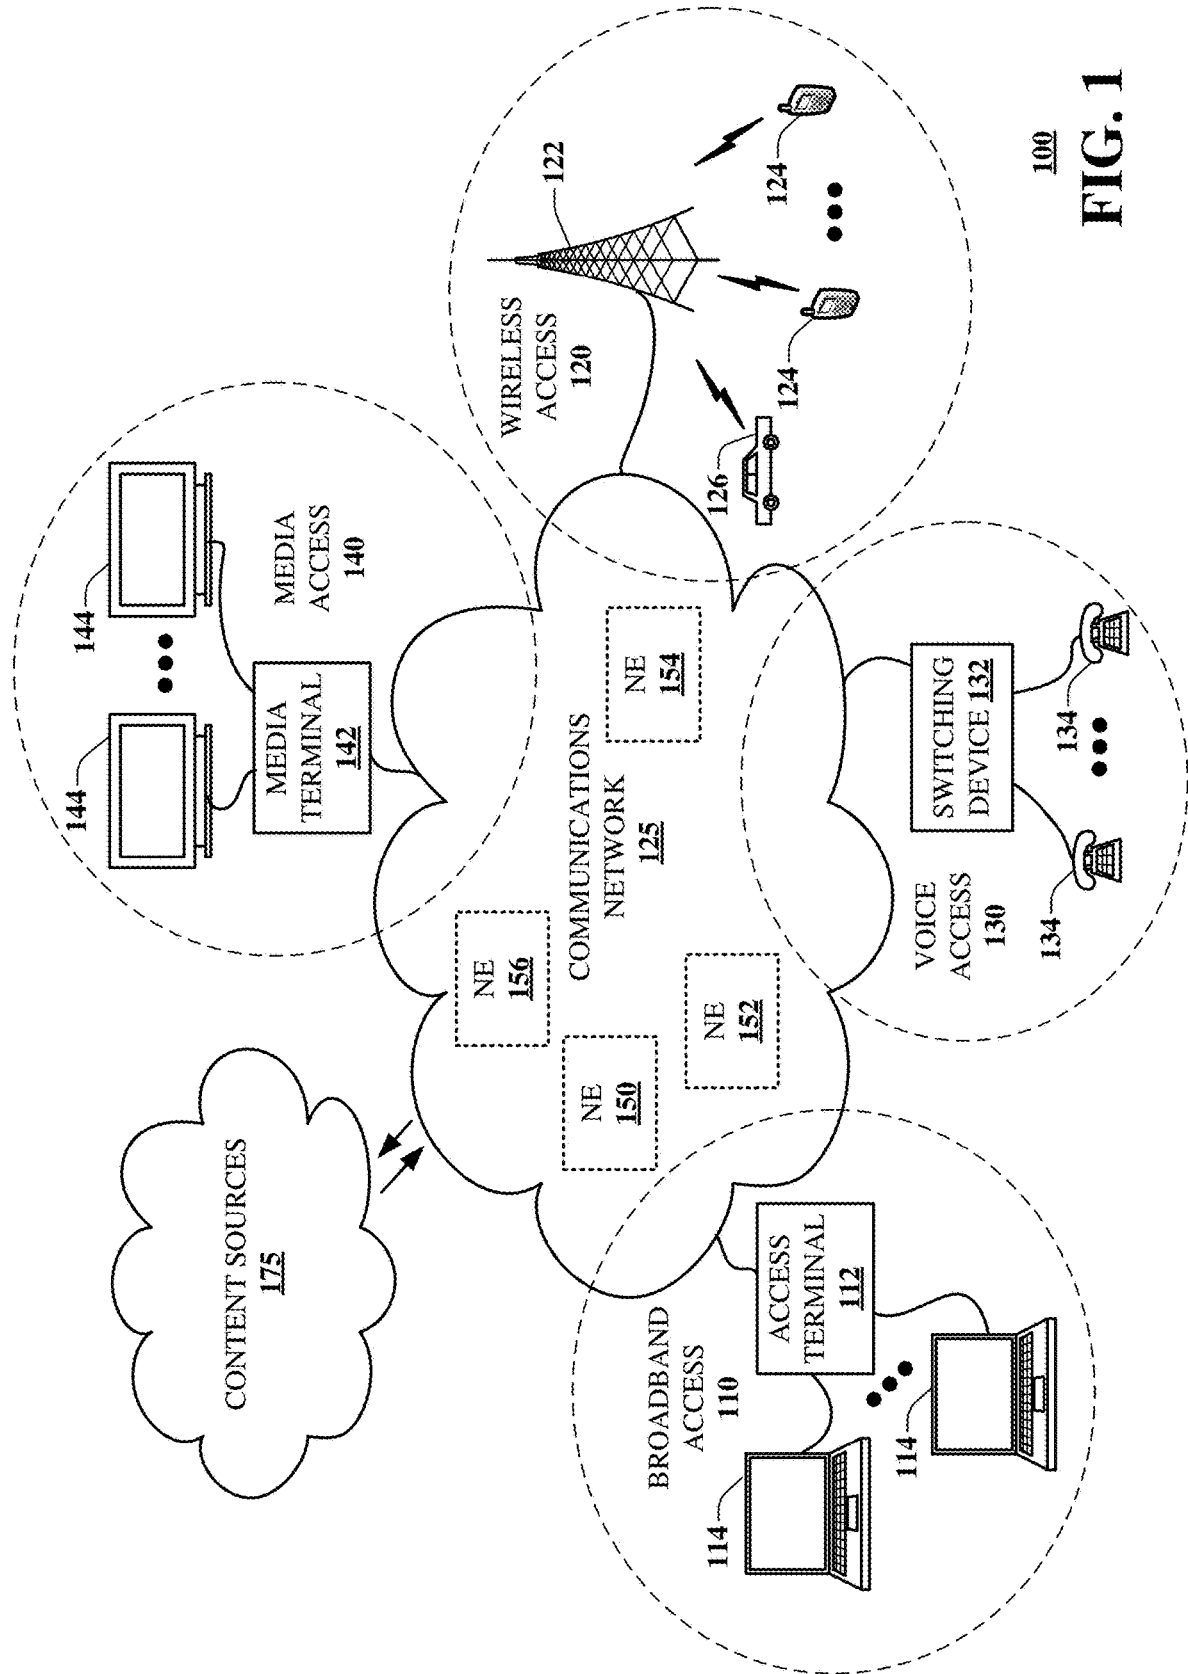 CONTENT SOURCES
175
144
144
MEDIA
TERMINAL
142
MEDIA
ACCESS
140
WIRELESS
ACCESS
120
122
124
124
126
COMMUNICATIONS
NETWORK
125
NE
156
NE
150
NE
152
NE
154
BROADBAND
ACCESS
110
ACCESS
TERMINAL
112
114
114
VOICE
ACCESS
130
SWITCHING
DEVICE 132
134
134
100
FIG. 1